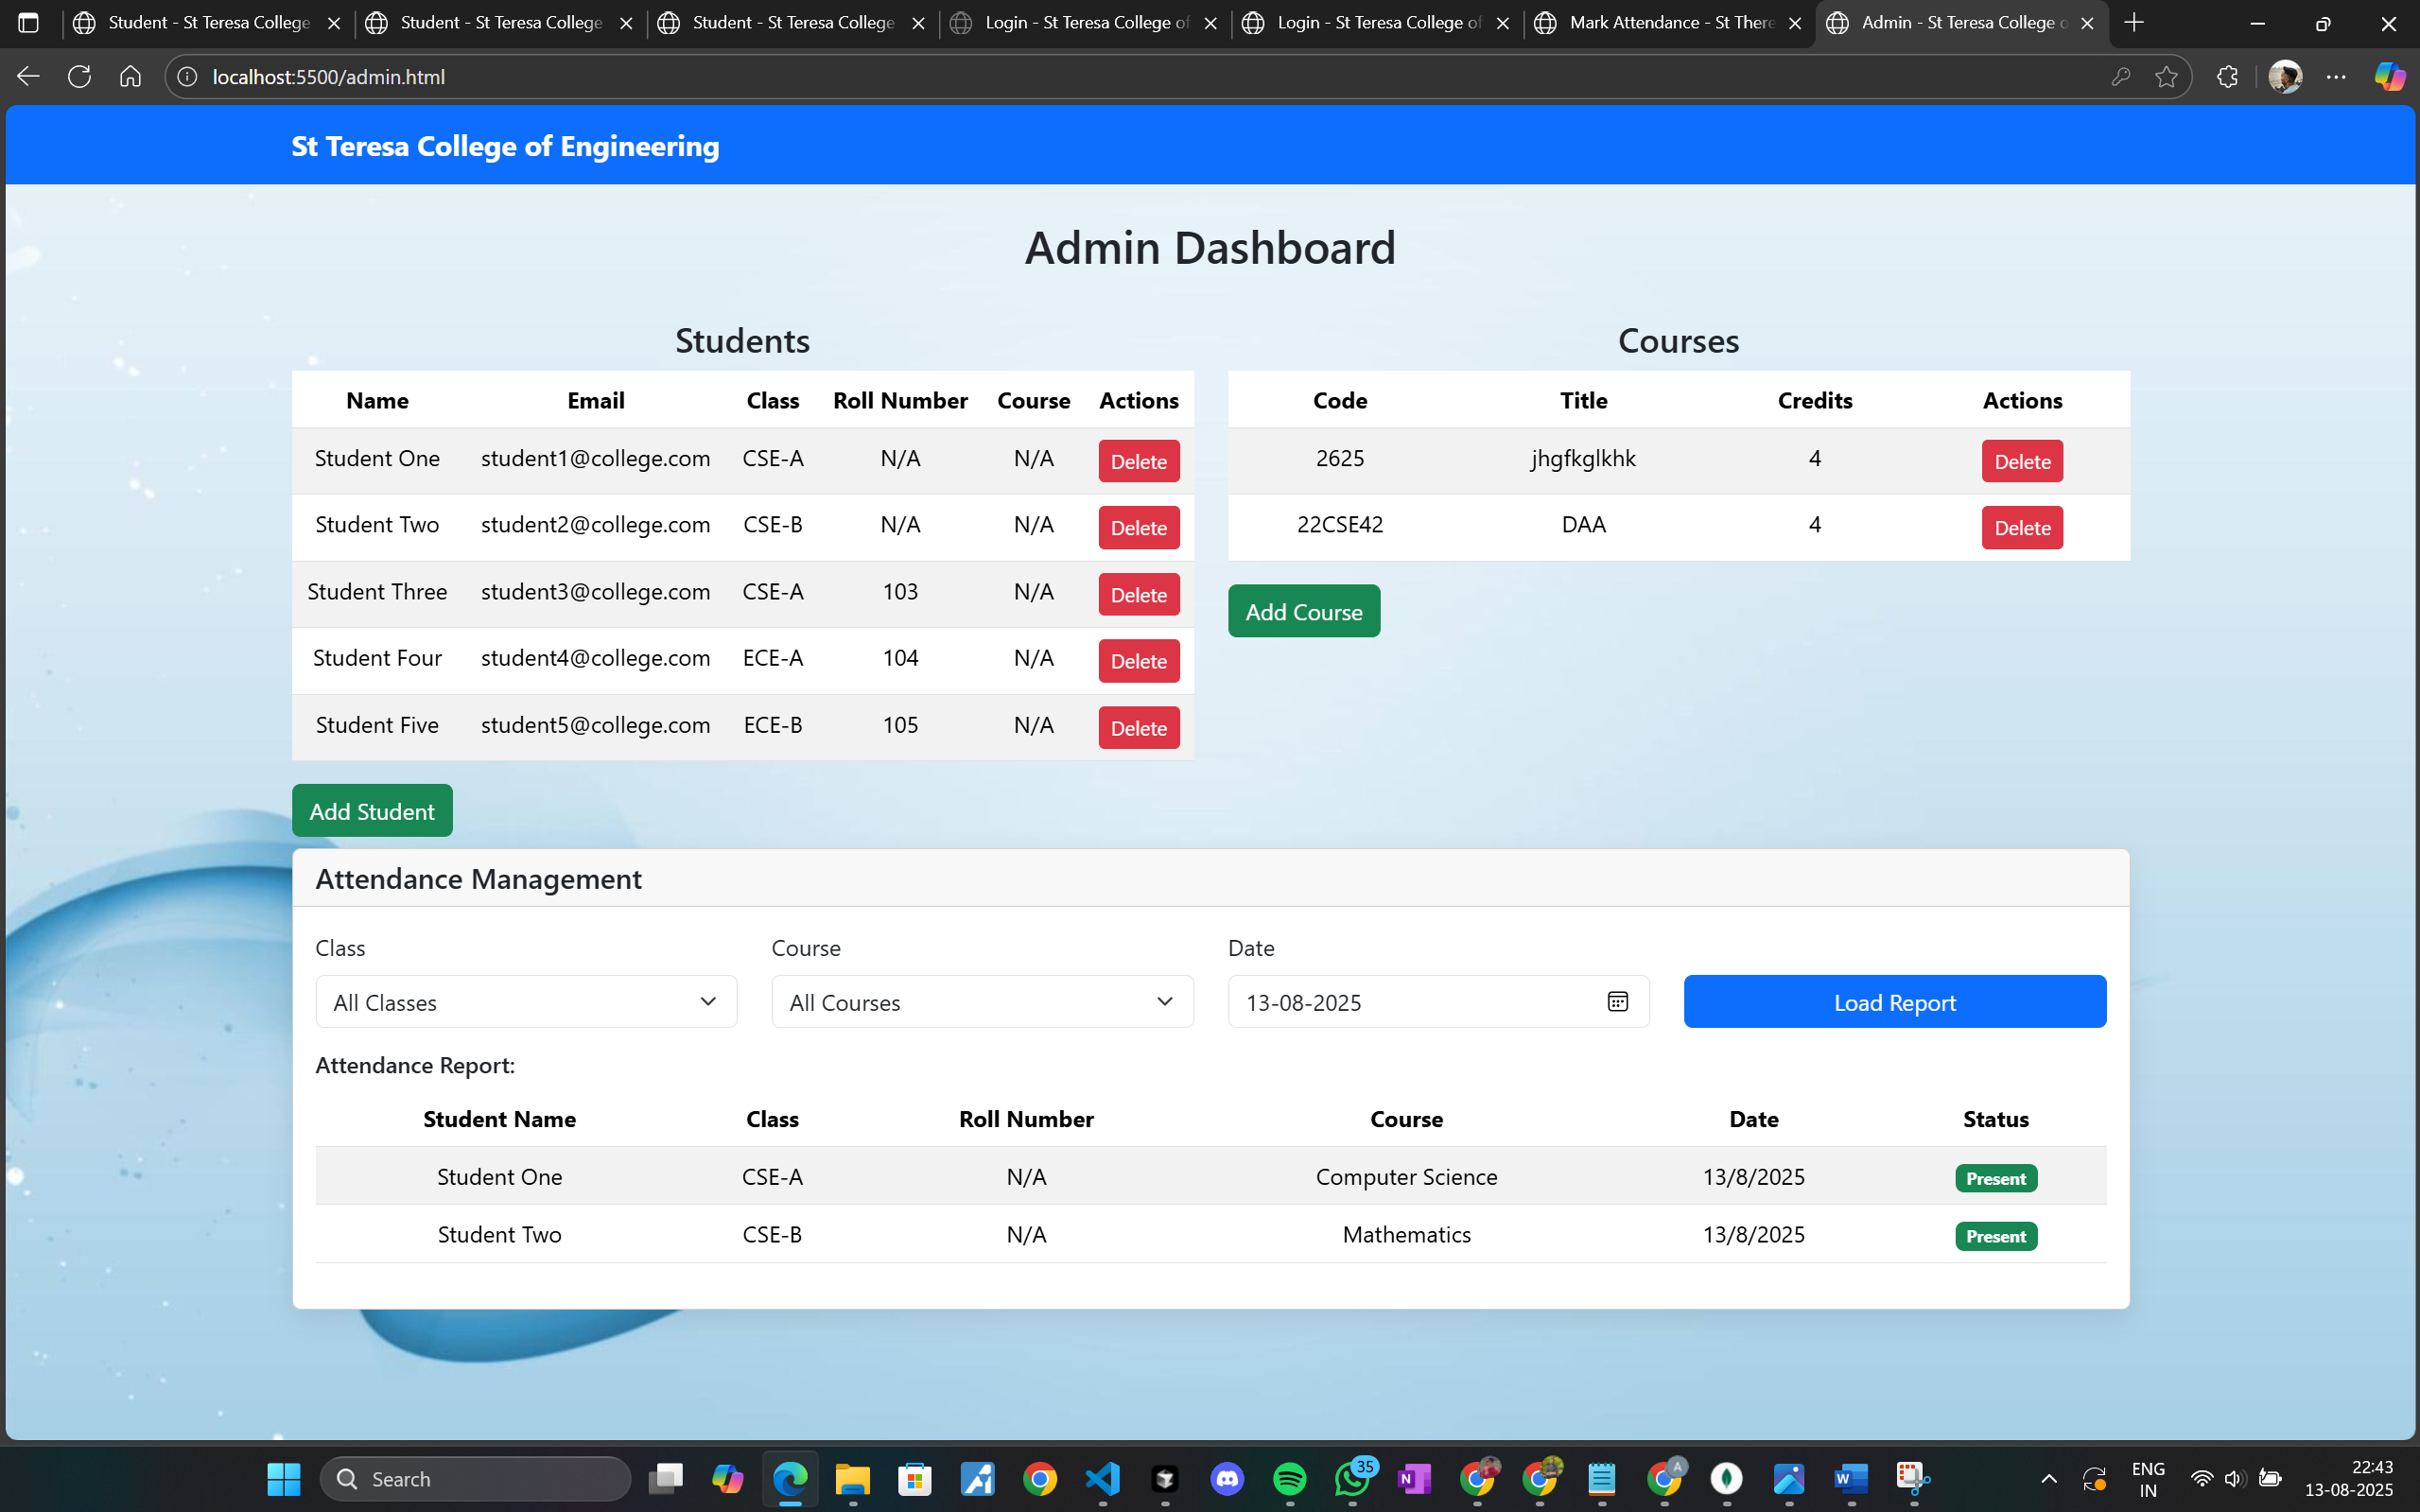 Student - St Teresa College
Student - St Teresa College
Student - St Teresa College
Login - St Teresa College of
Login - St Teresa College of
Mark Attendance - St There
Admin - St Teresa College o
localhost:5500/admin.html
St Teresa College of Engineering
Admin Dashboard
Students
Name Email Class Roll Number Course Actions
Student One student1@college.com CSE-A N/A N/A Delete
Student Two student2@college.com CSE-B N/A N/A Delete
Student Three student3@college.com CSE-A 103 N/A Delete
Student Four student4@college.com ECE-A 104 N/A Delete
Student Five student5@college.com ECE-B 105 N/A Delete
Add Student
Courses
Code Title Credits Actions
2625 jhgfkglkhk 4 Delete
22CSE42 DAA 4 Delete
Add Course
Attendance Management
Class Course Date
All Classes All Courses 13-08-2025 Load Report
Attendance Report:
Student Name Class Roll Number Course Date Status
Student One CSE-A N/A Computer Science 13/8/2025 Present
Student Two CSE-B N/A Mathematics 13/8/2025 Present
Search
35
N
A
W
ENG
IN
22:43
13-08-2025